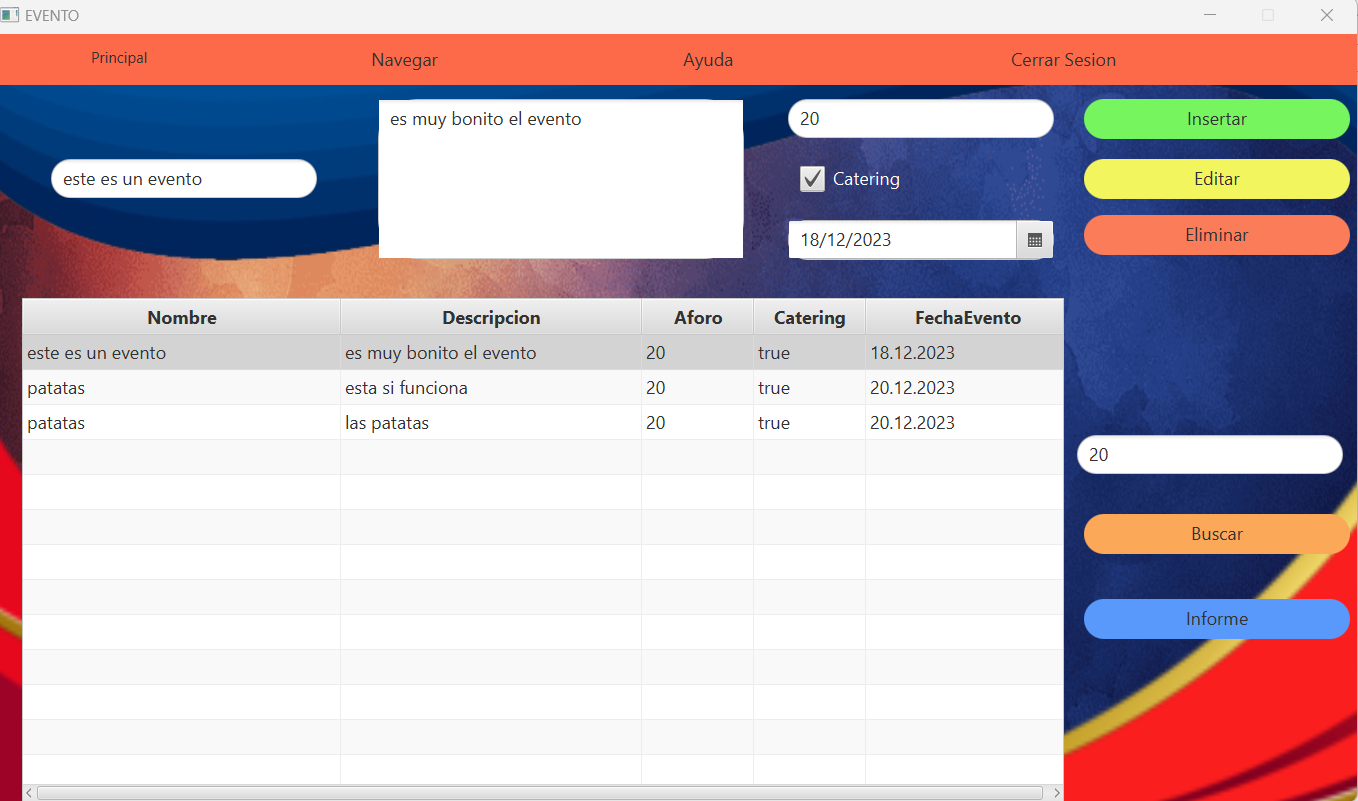 EVENTO
Principal Navegar Ayuda Cerrar Sesion
es muy bonito el evento
20
Insertar
este es un evento
Catering
Editar
18/12/2023
Eliminar
Nombre Descripcion Aforo Catering FechaEvento
este es un evento es muy bonito el evento 20 true 18.12.2023
patatas esta si funciona 20 true 20.12.2023
patatas las patatas 20 true 20.12.2023
20
Buscar
Informe